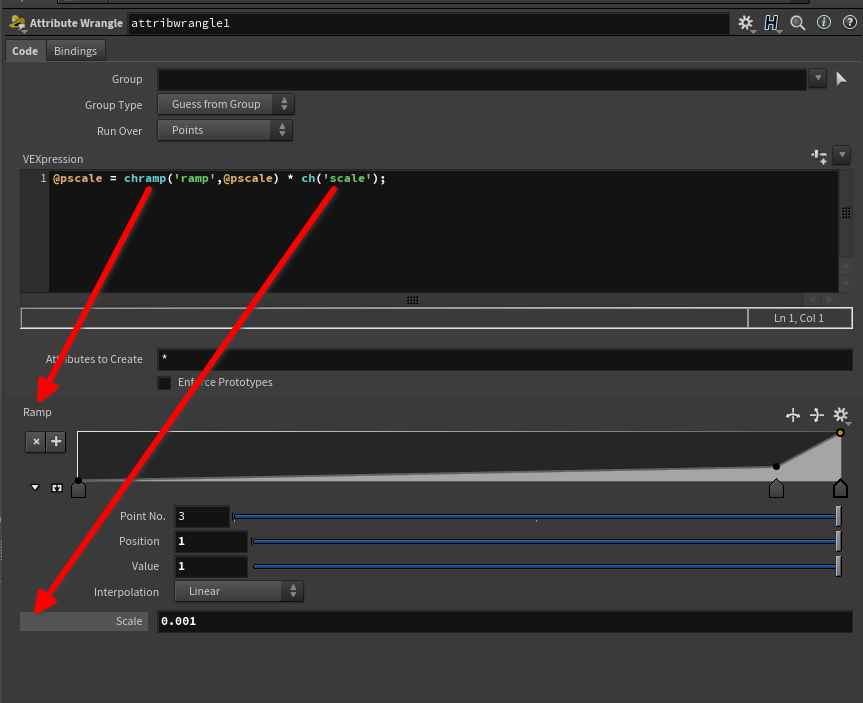 Attribute Wrangle attribwrangle1
Code Bindings
Group
Group Type Guess from Group
Run Over Points
VEXpression
1 @pscale = chramp('ramp',@pscale) * ch('scale');
Ln 1, Col 1
Attributes to Create *
Enforce Prototypes
Ramp
Point No. 3
Position 1
Value 1
Interpolation Linear
Scale 0.001